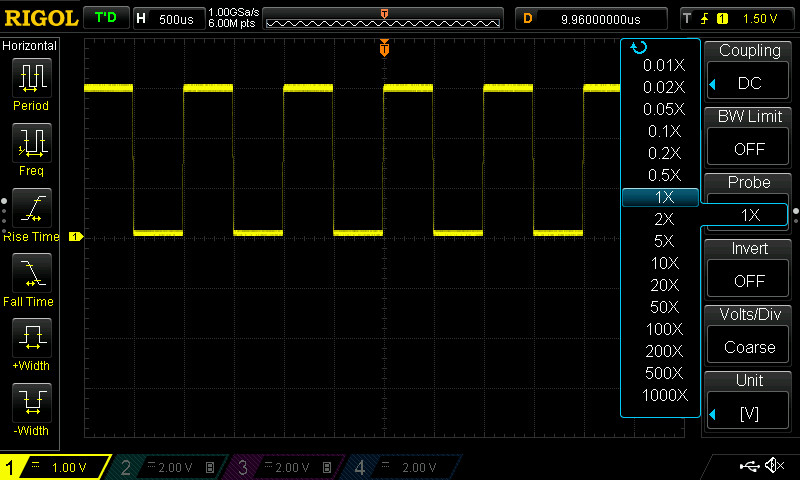 RIGOL T'D H 500us 1.00GSa/s 6.00M pts T D 9.96000000us T 1 1.50 V
Horizontal
Period
Freq
Rise Time
Fall Time
+Width
-Width
T
1
0.01X
0.02X
0.05X
0.1X
0.2X
0.5X
1X
2X
5X
10X
20X
50X
100X
200X
500X
1000X
Coupling
DC
BW Limit
OFF
Probe
1X
Invert
OFF
Volts/Div
Coarse
Unit
[V]
1 1.00 V 2 2.00 V B 3 2.00 V B 4 2.00 V